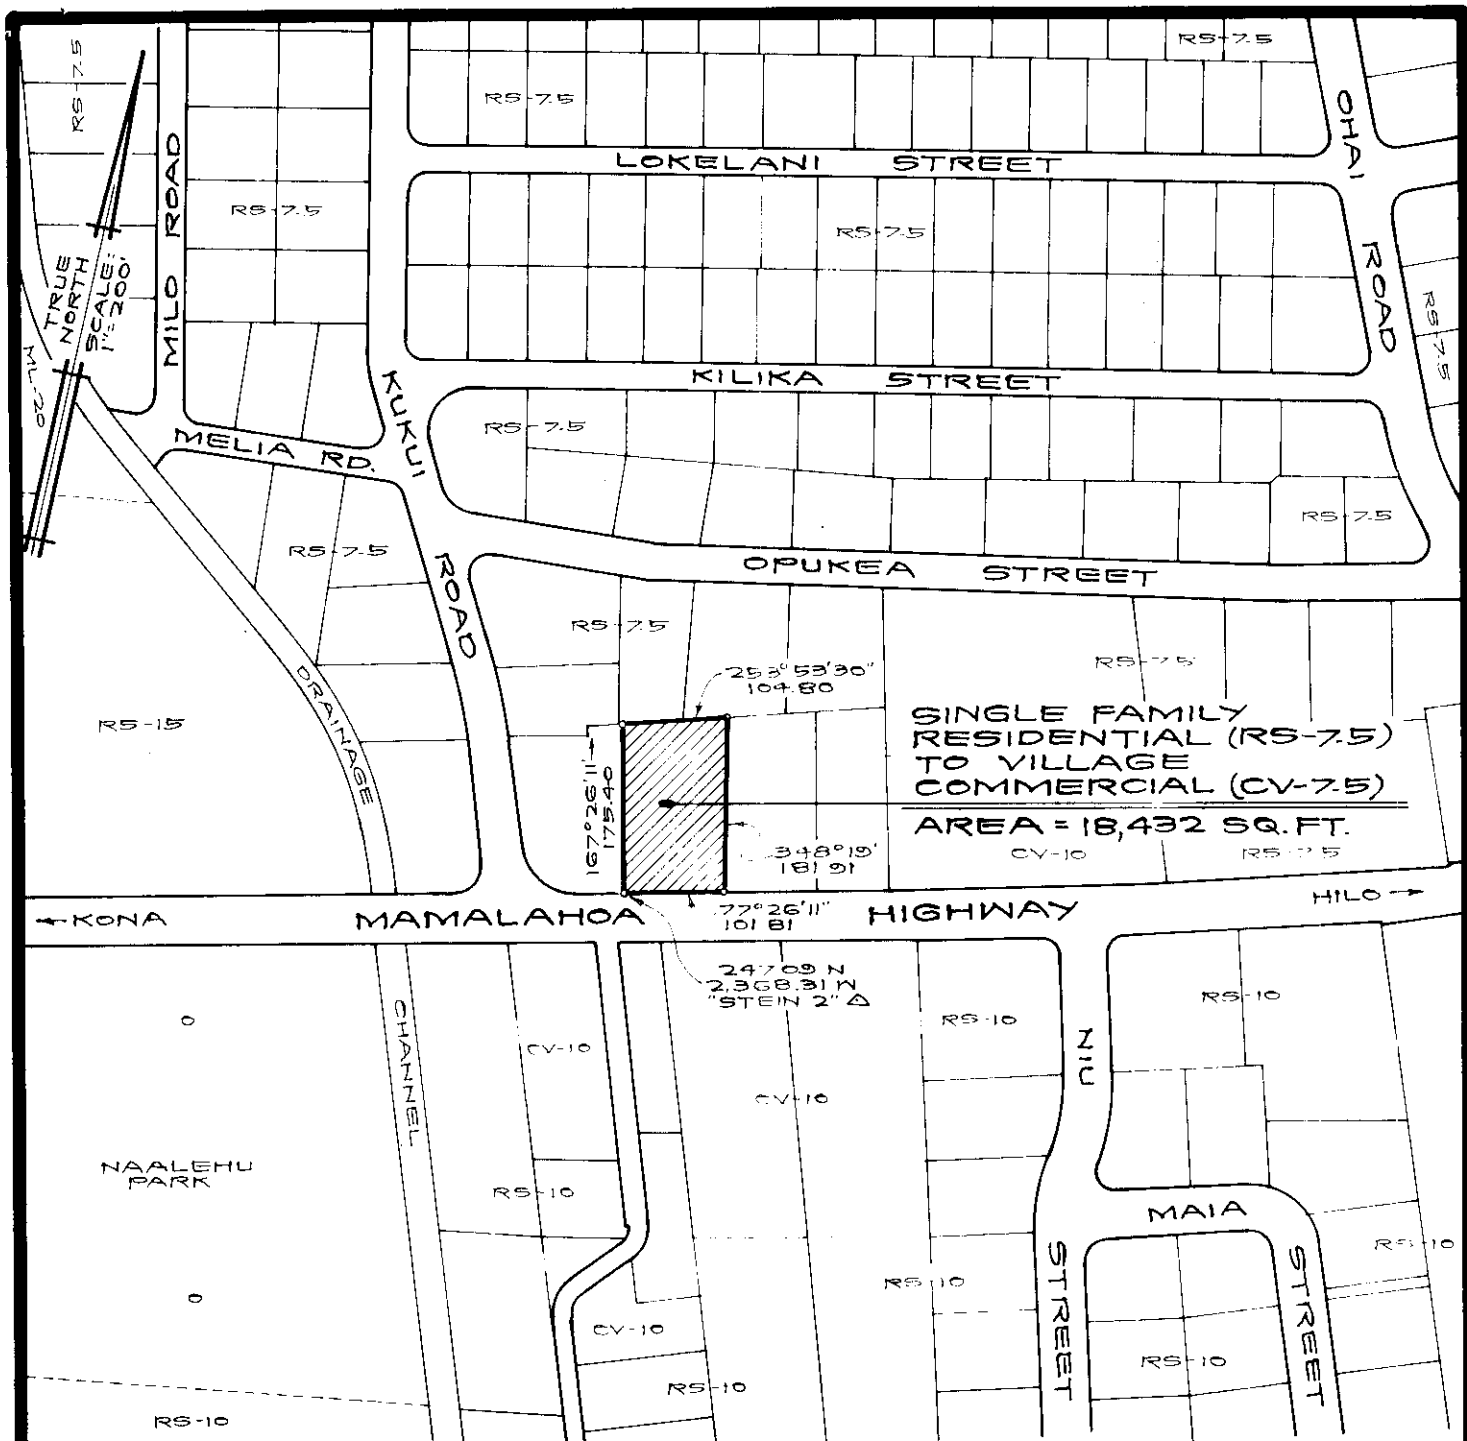 RS-7.5
RS-7.5
RS-7.5
MILO ROAD
LOKELANI STREET
OHAI ROAD
RS-7.5
RS-7.5
TRUE
NORTH
SCALE:
1"=200'
RS-7.5
ML-20
KUKUI ROAD
KILIKA STREET
MELIA RD.
RS-7.5
RS-7.5
RS-7.5
OPUKEA STREET
RS-7.5
RS-7.5
253°53'30"
104.80
RS-15
DRAINAGE
167°26'11"
175.40
SINGLE FAMILY
RESIDENTIAL (RS-7.5)
TO VILLAGE
COMMERCIAL (CV-7.5)
AREA = 18,432 SQ. FT.
348°19'
181.91
CV-10
RS-7.5
←KONA
MAMALAHOA HIGHWAY
HILO→
77°26'11"
101.81
2,368.31 W
"STEIN 2" △
CHANNEL
CV-10
CV-10
RS-10
RS-10
NIU STREET
NAALEHU
PARK
RS-10
MAIA STREET
RS-10
RS-10
CV-10
RS-10
RS-10
RS-10